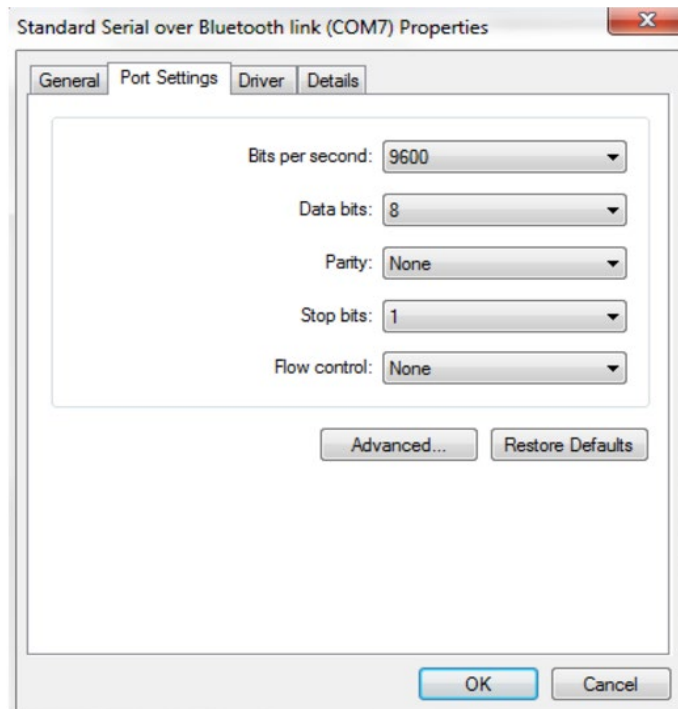 Standard Serial over Bluetooth link (COM7) Properties
General Port Settings Driver Details
Bits per second: 9600
Data bits: 8
Parity: None
Stop bits: 1
Flow control: None
Advanced... Restore Defaults
OK Cancel